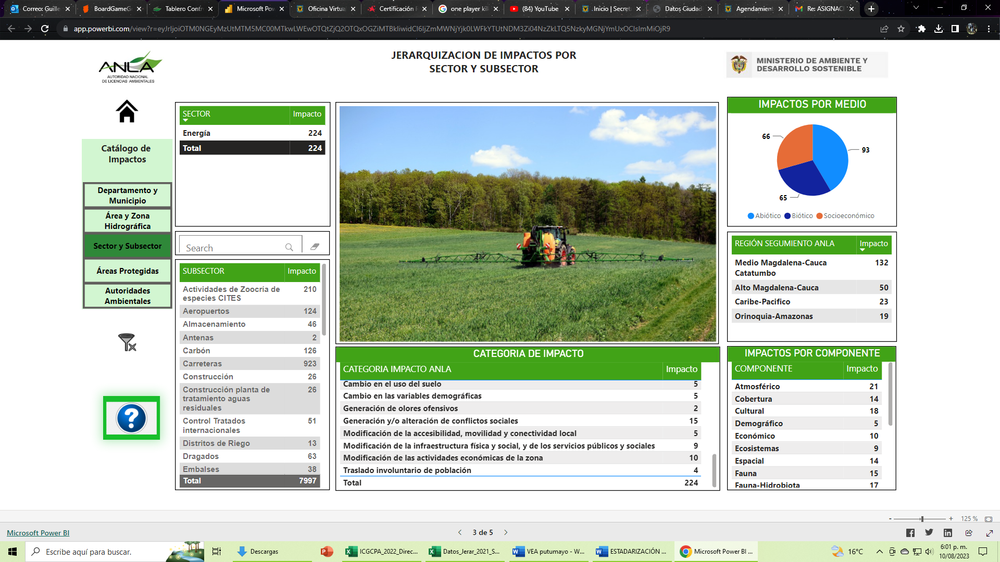 Correo: Guille
BoardGameGe
Tablero Contr
Microsoft Pow
Oficina Virtua
Certificación F
one player kill
(84) YouTube
. Inicio | Secret
Datos Ciudad
Agendamien
Re: ASIGNAC
ANLA
AUTORIDAD NACIONAL
DE LICENCIAS AMBIENTALES
JERARQUIZACION DE IMPACTOS POR
SECTOR Y SUBSECTOR
MINISTERIO DE AMBIENTE Y
DESARROLLO SOSTENIBLE
Catálogo de
Impactos
Departamento y
Municipio
Área y Zona
Hidrográfica
Sector y Subsector
Áreas Protegidas
Autoridades
Ambientales
SECTOR Impacto
Energía 224
Total 224
Search
SUBSECTOR Impacto
Actividades de Zoocría de 210
especies CITES
Aeropuertos 124
Almacenamiento 46
Antenas 2
Carbón 126
Carreteras 923
Construcción 26
Construcción planta de 26
tratamiento aguas
residuales
Control Tratados 51
internacionales
Distritos de Riego 13
Dragados 63
Embalses 38
Total 7997
CATEGORIA DE IMPACTO
CATEGORIA IMPACTO ANLA Impacto
Cambio en el uso del suelo 5
Cambio en las variables demográficas 5
Generación de olores ofensivos 2
Generación y/o alteración de conflictos sociales 15
Modificación de la accesibilidad, movilidad y conectividad local 5
Modificación de la infraestructura física y social, y de los servicios públicos y sociales 9
Modificación de las actividades económicas de la zona 10
Traslado involuntario de población 4
Total 224
IMPACTOS POR MEDIO
66
93
65
Abiótico Biótico Socioeconómico
REGIÓN SEGUMIENTO ANLA Impacto
Medio Magdalena-Cauca 132
Catatumbo
Alto Magdalena-Cauca 50
Caribe-Pacifico 23
Orinoquia-Amazonas 19
IMPACTOS POR COMPONENTE
COMPONENTE Impacto
Atmosférico 21
Cobertura 14
Cultural 18
Demográfico 5
Económico 10
Ecosistemas 9
Espacial 14
Fauna 15
Fauna-Hidrobiota 17
- + 125 %
Microsoft Power BI
3 de 5
Escribe aquí para buscar.
Descargas
ICGCPA_2022_Direc...
Datos_Jerar_2021_S...
VEA putumayo - W...
ESTADARIZACIÓN ...
Microsoft Power BI ...
16°C
6:01 p. m.
10/08/2023